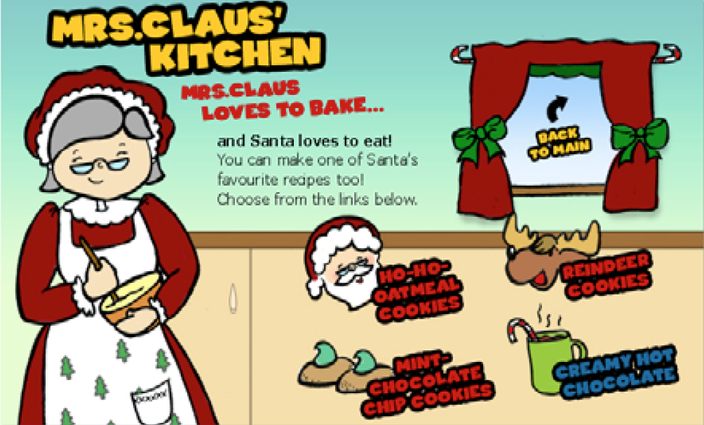 MRS.CLAUS'
KITCHEN
MRS.CLAUS
LOVES TO BAKE...
and Santa loves to eat!
You can make one of Santa's
favourite recipes too!
Choose from the links below.
BACK
TO MAIN
HO-HO-
OATMEAL
COOKIES
REINDEER
COOKIES
MINT-
CHOCOLATE
CHIP COOKIES
CREAMY HOT
CHOCOLATE